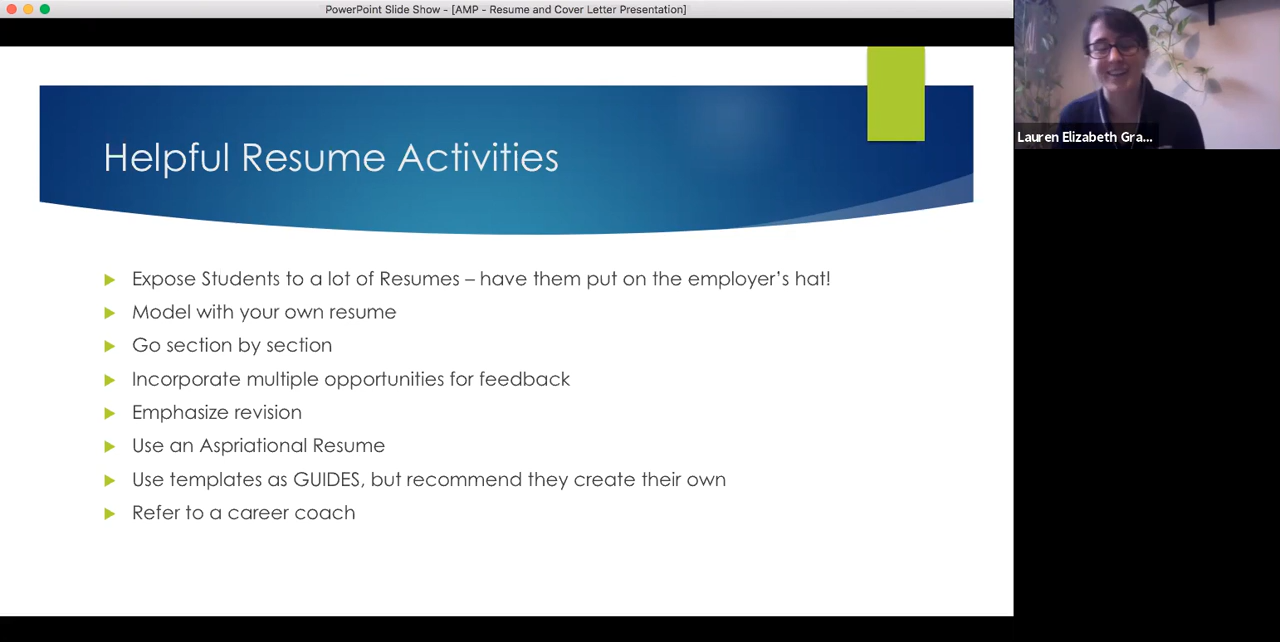 PowerPoint Slide Show - [AMP - Resume and Cover Letter Presentation]
Lauren Elizabeth Gra...
Helpful Resume Activities
Expose Students to a lot of Resumes – have them put on the employer’s hat!
Model with your own resume
Go section by section
Incorporate multiple opportunities for feedback
Emphasize revision
Use an Aspriational Resume
Use templates as GUIDES, but recommend they create their own
Refer to a career coach